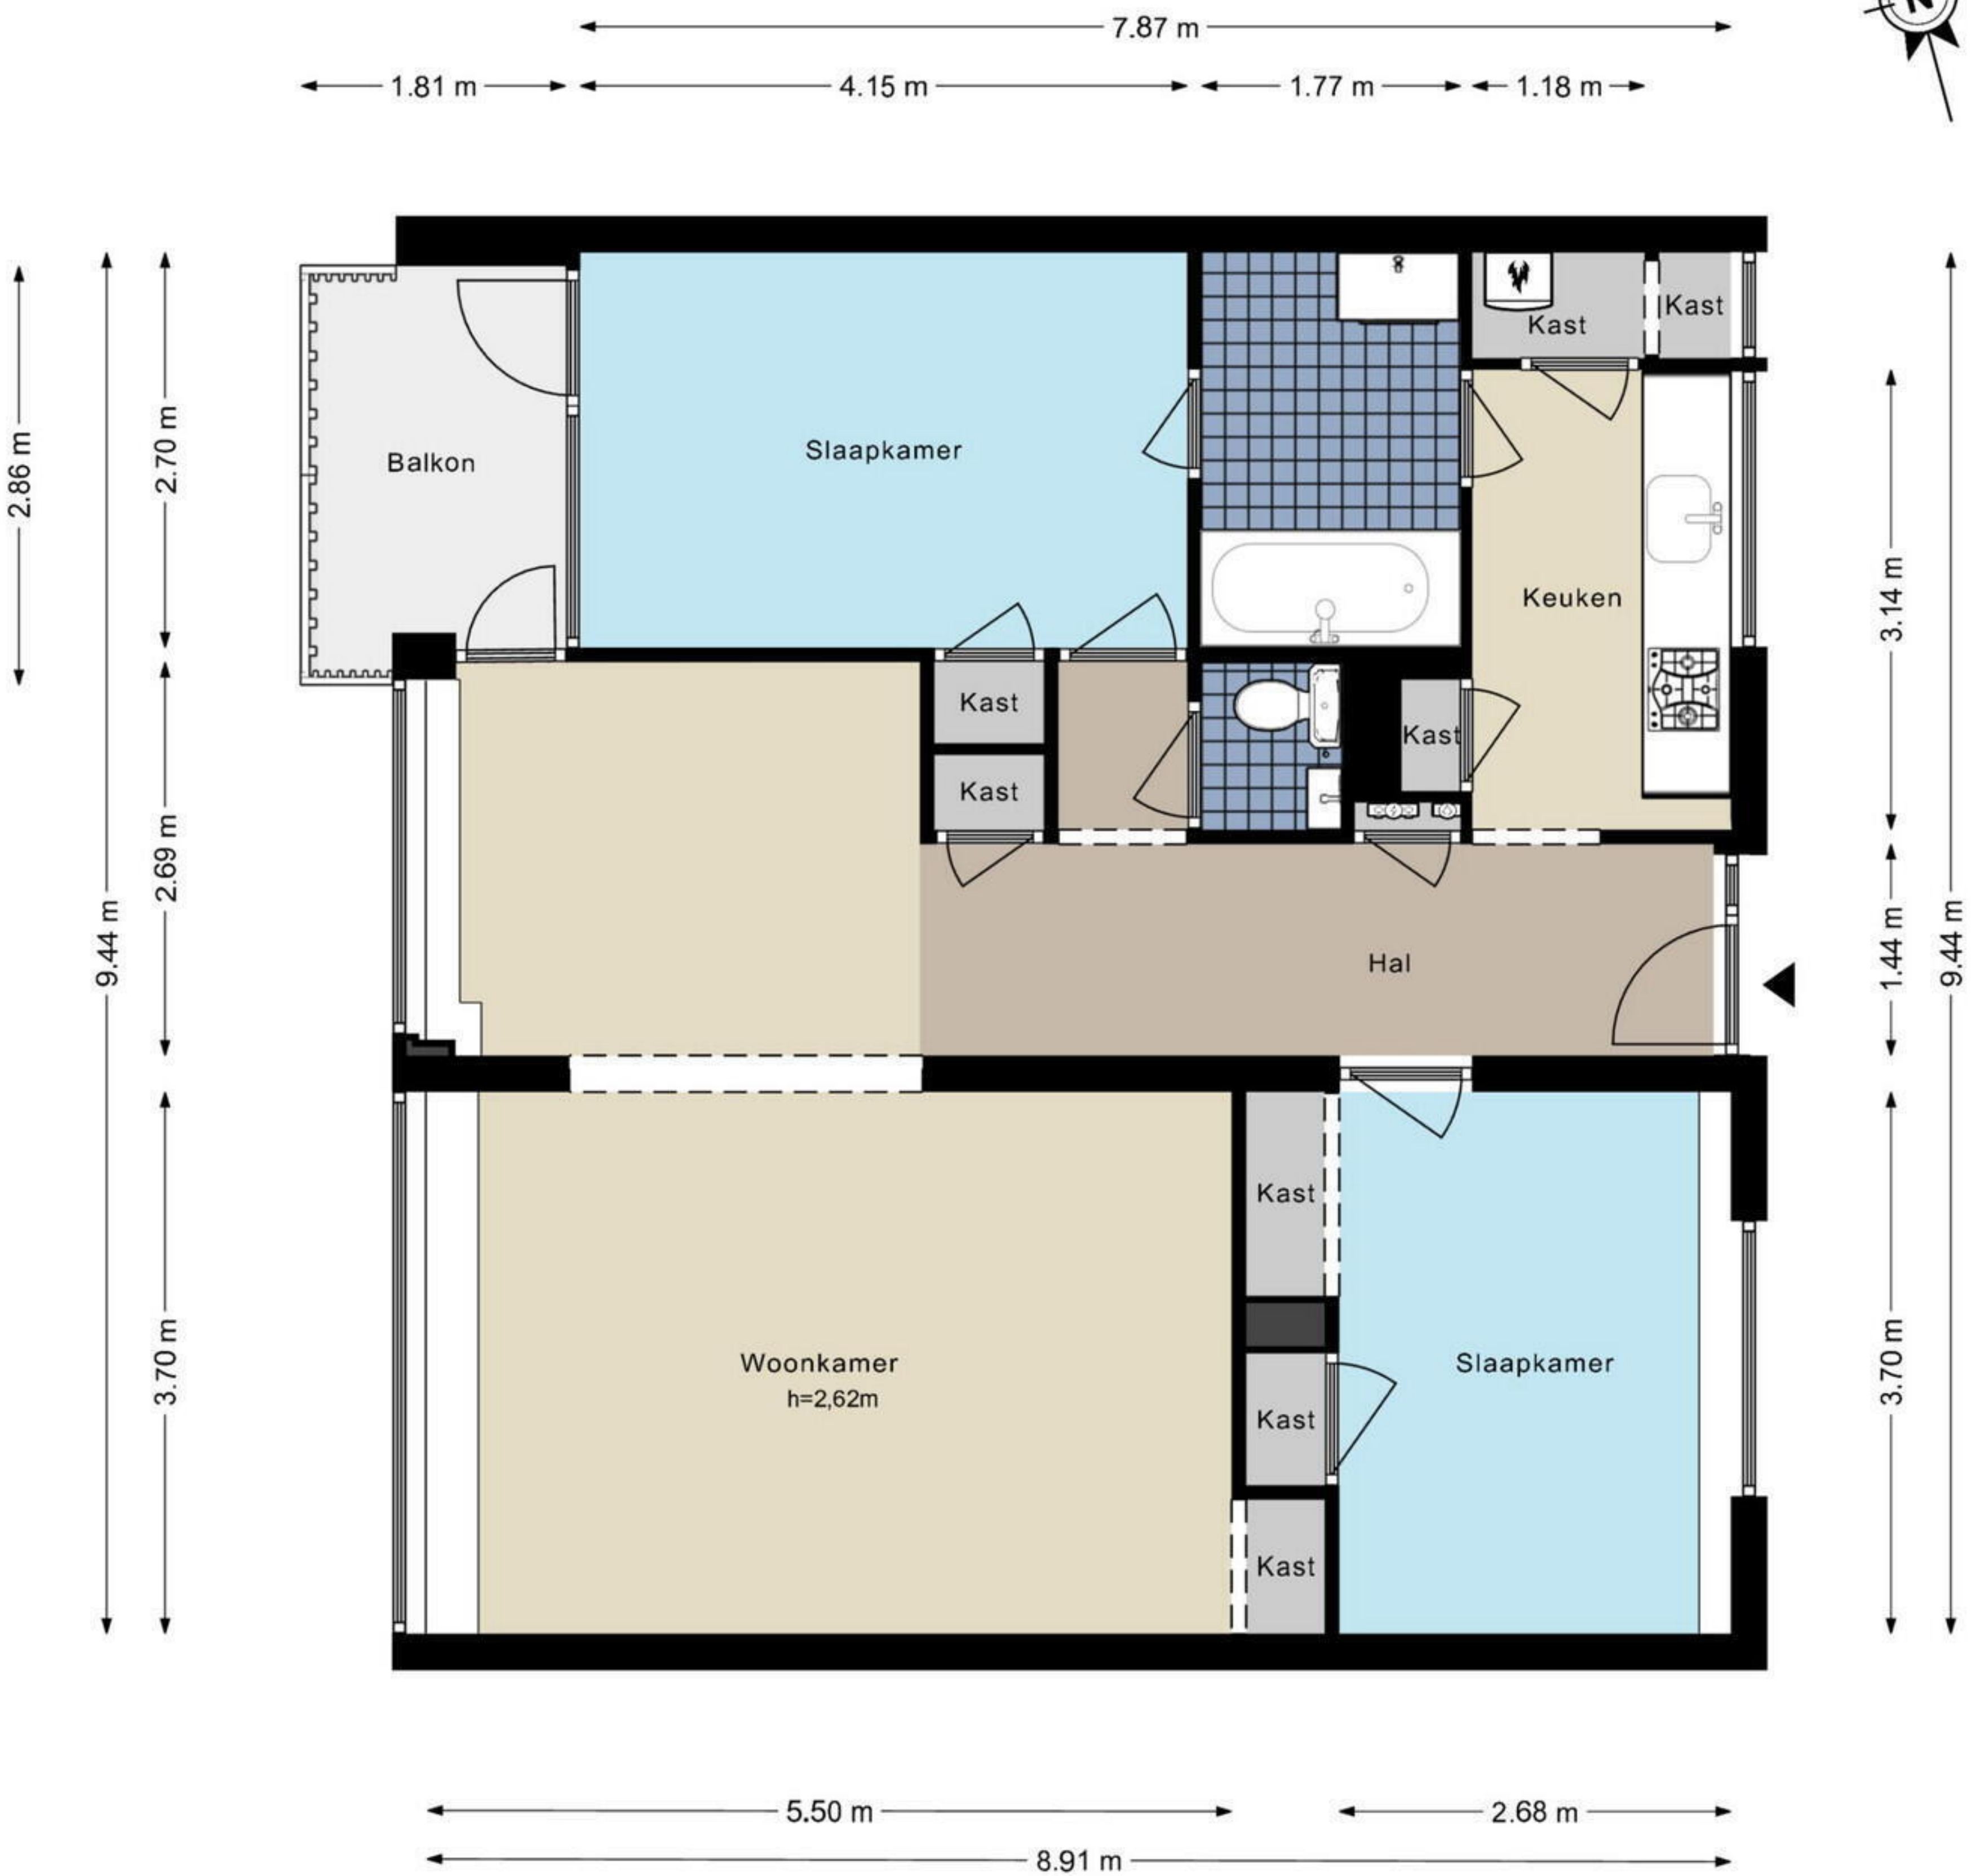 7.87 m
N
1.81 m 4.15 m 1.77 m 1.18 m
Kast
Kast
2.86 m
2.70 m
Balkon
Slaapkamer
Keuken
3.14 m
Kast
Kast
Kast
2.69 m
9.44 m
Hal
1.44 m
9.44 m
Kast
3.70 m
Woonkamer
h=2,62m
Slaapkamer
3.70 m
Kast
Kast
5.50 m 2.68 m
8.91 m